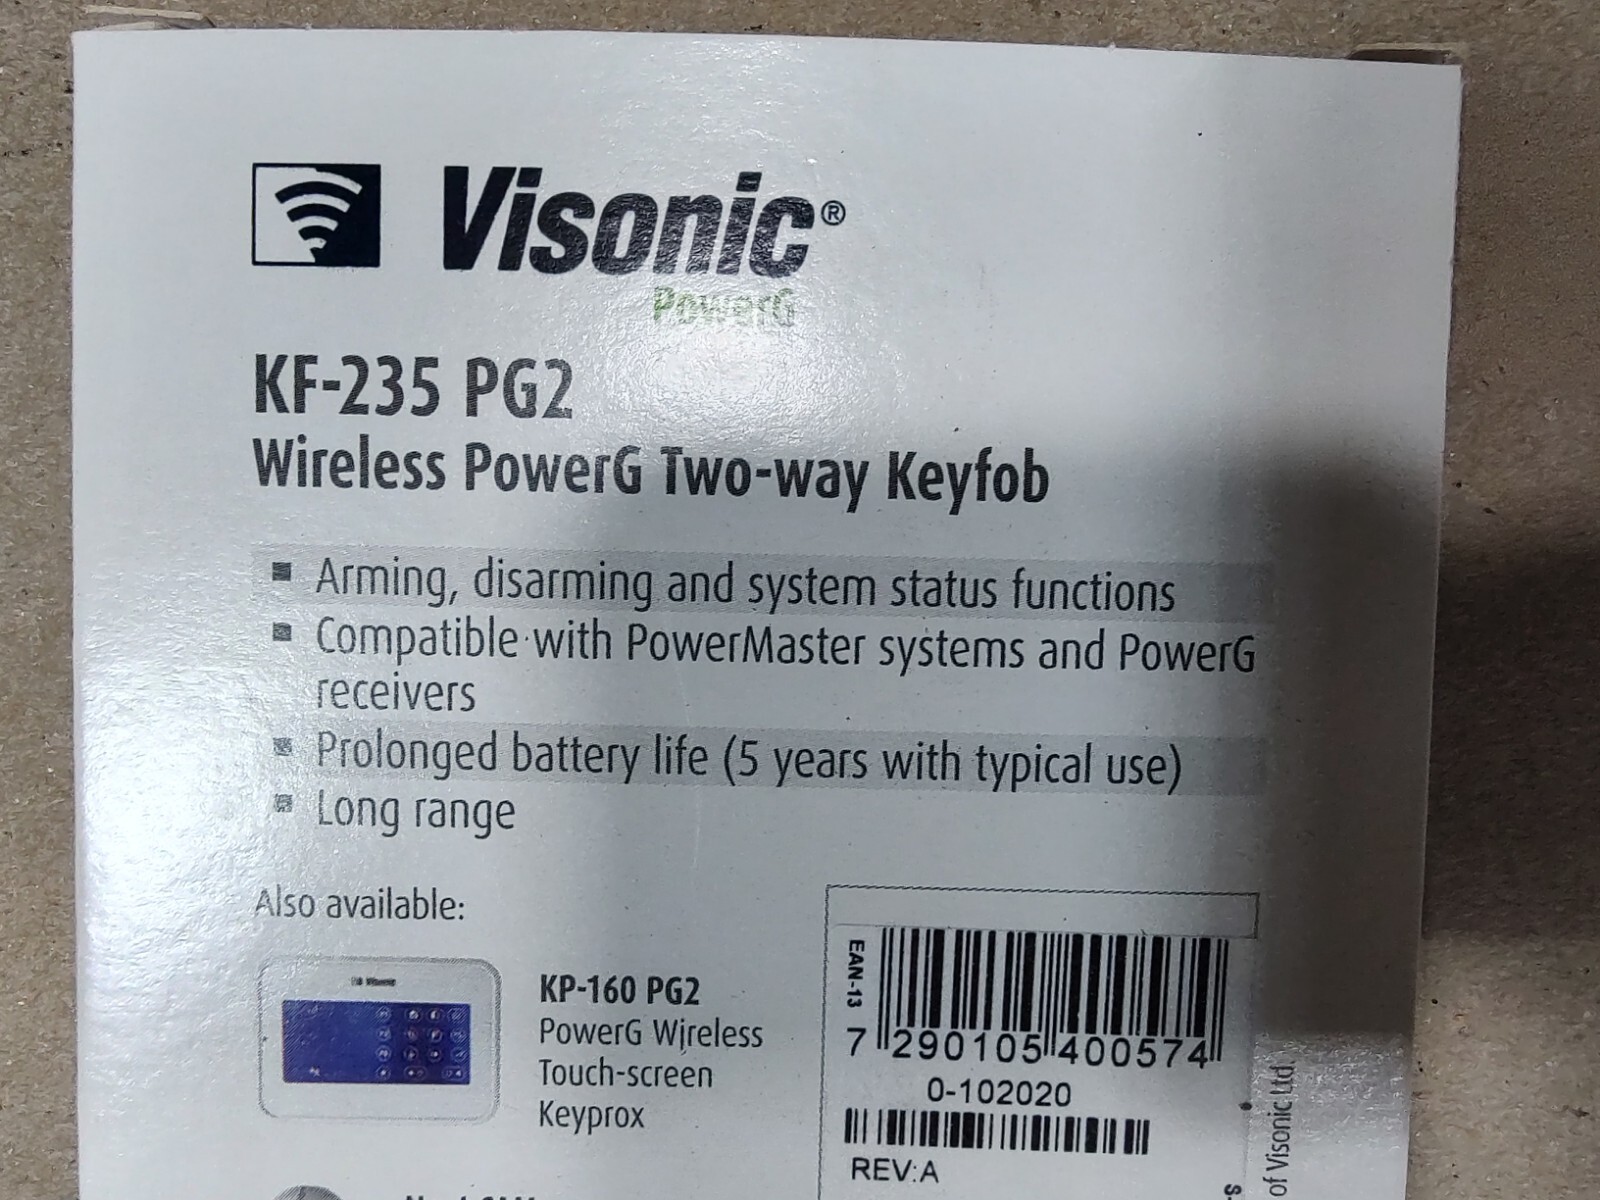 Visonic®
PowerG
KF-235 PG2
Wireless PowerG Two-way Keyfob
▪ Arming, disarming and system status functions
▪ Compatible with PowerMaster systems and PowerG
receivers
▪ Prolonged battery life (5 years with typical use)
▪ Long range
Also available:
KP-160 PG2
PowerG Wireless
Touch-screen
Keyprox
EAN-13
7 290105 400574
0-102020
REV:A
of Visonic Ltd.